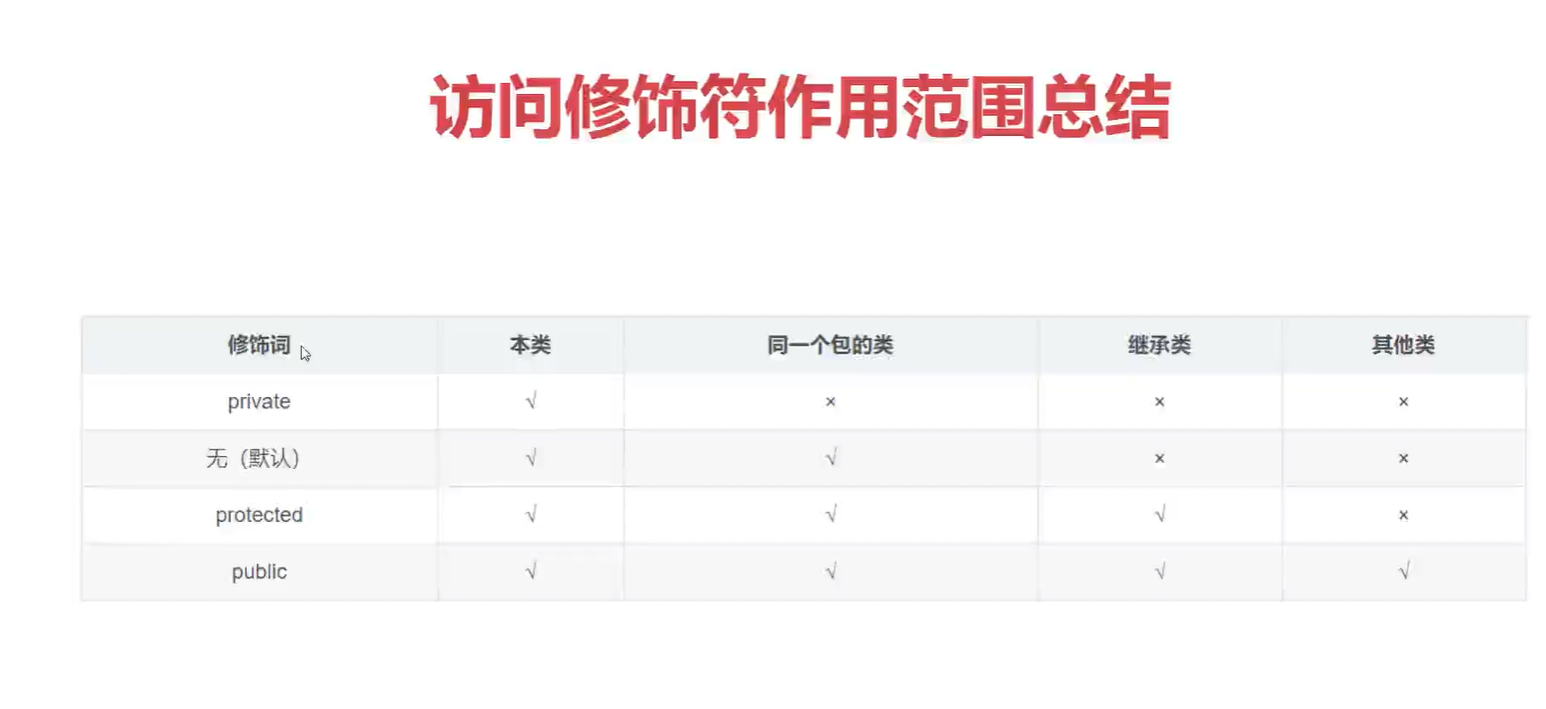 访问修饰符作用范围总结
修饰词 本类 同一个包的类 继承类 其他类
private √ × × ×
无（默认） √ √ × ×
protected √ √ √ ×
public √ √ √ √